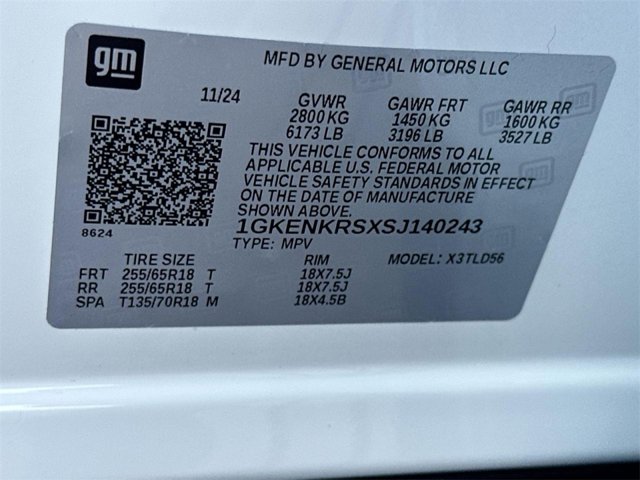 gm
MFD BY GENERAL MOTORS LLC
11/24 GVWR GAWR FRT GAWR RR
2800 KG 1450 KG 1600 KG
6173 LB 3196 LB 3527 LB
THIS VEHICLE CONFORMS TO ALL
APPLICABLE U.S. FEDERAL MOTOR
VEHICLE SAFETY STANDARDS IN EFFECT
ON THE DATE OF MANUFACTURE
SHOWN ABOVE.
8624 1GKENKRSXSJ140243
TYPE: MPV MODEL: X3TLD56
TIRE SIZE RIM
FRT 255/65R18 T 18X7.5J
RR 255/65R18 T 18X7.5J
SPA T135/70R18 M 18X4.5B